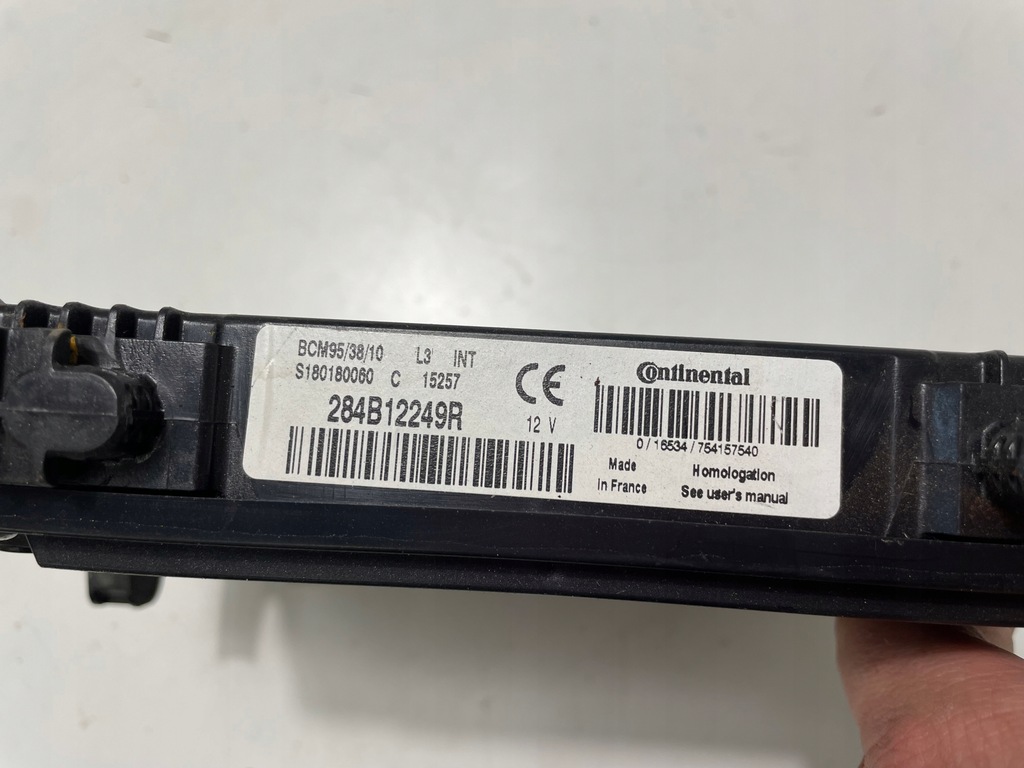 BCM95/38/10 L3 INT
S180180060 C 15257
284B12249R
CE
12 V
Continental
0/16534/754157540
Made
in France
Homologation
See user's manual